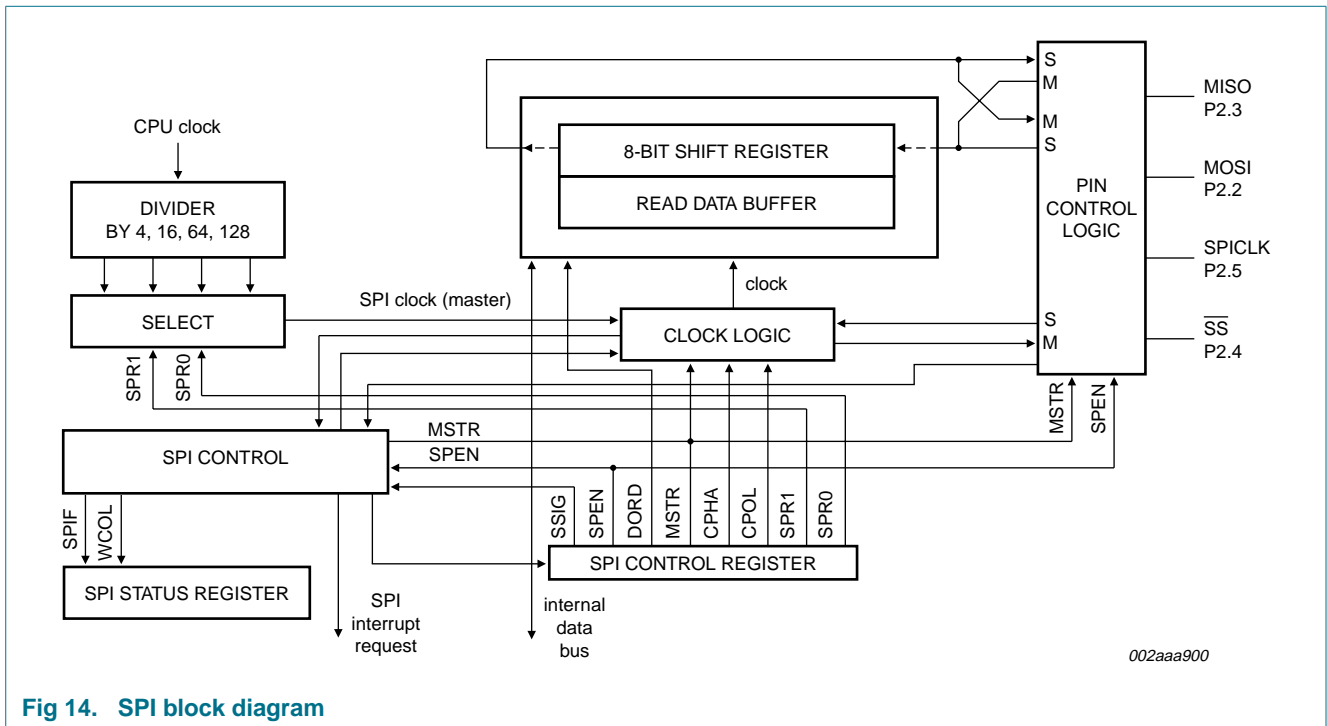 CPU clock
DIVIDER
BY 4, 16, 64, 128
SELECT
SPR1
SPR0
SPI clock (master)
8-BIT SHIFT REGISTER
READ DATA BUFFER
clock
CLOCK LOGIC
S
M
M
S
PIN
CONTROL
LOGIC
S
M
MISO
P2.3
MOSI
P2.2
SPICLK
P2.5
SS
P2.4
MSTR
SPEN
SPI CONTROL
MSTR
SPEN
SPIF
WCOL
SPI STATUS REGISTER
SPI
interrupt
request
SSIG
SPEN
DORD
MSTR
CPHA
CPOL
SPR1
SPR0
SPI CONTROL REGISTER
internal
data
bus
002aaa900
Fig 14. SPI block diagram